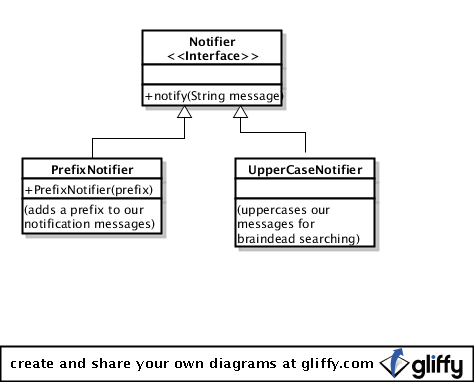 Notifier
<<Interface>>
+notify(String message)
PrefixNotifier
+PrefixNotifier(prefix)
(adds a prefix to our
notification messages)
UpperCaseNotifier
(uppercases our
messages for
braindead searching)
create and share your own diagrams at gliffy.com
gliffy